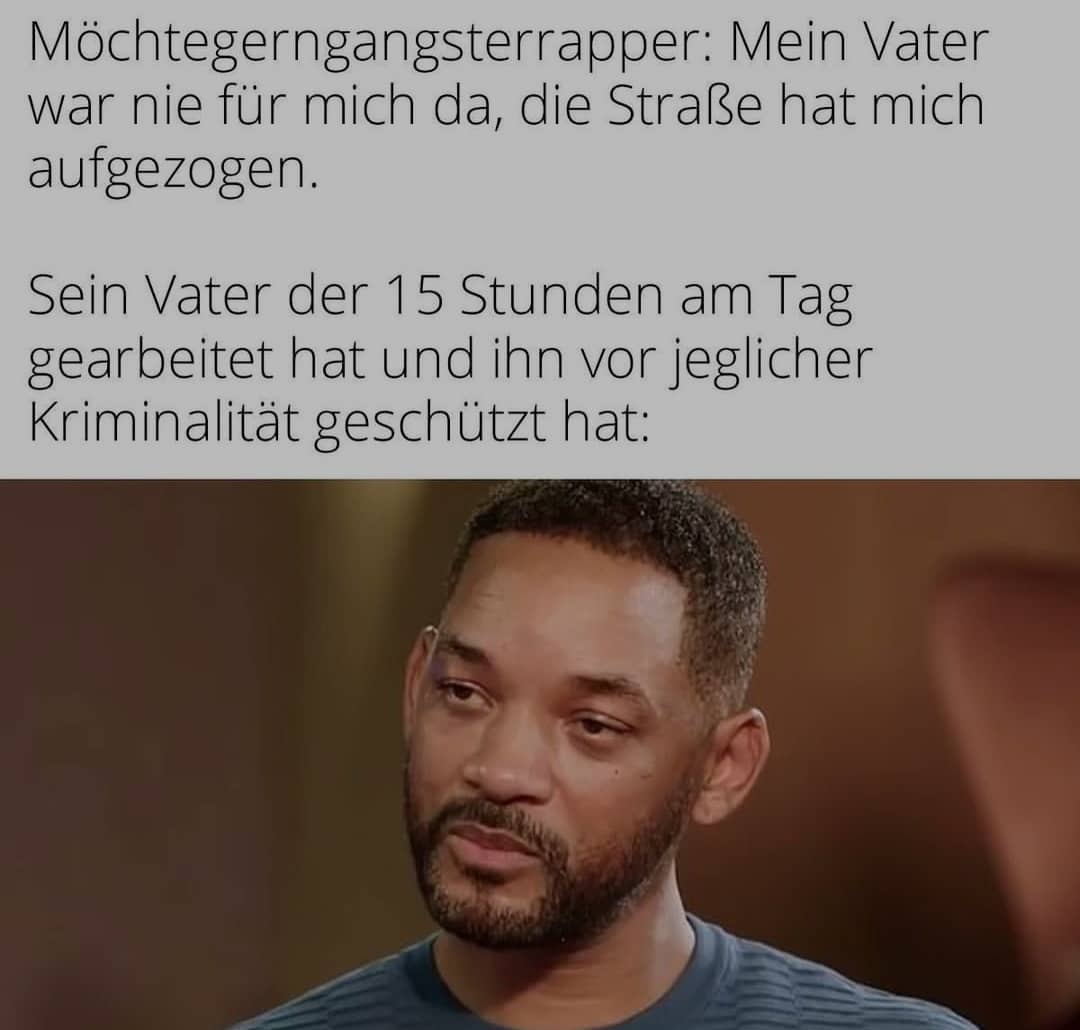 Möchtegerngangsterrapper: Mein Vater
war nie für mich da, die Straße hat mich
aufgezogen.
Sein Vater der 15 Stunden am Tag
gearbeitet hat und ihn vor jeglicher
Kriminalität geschützt hat: